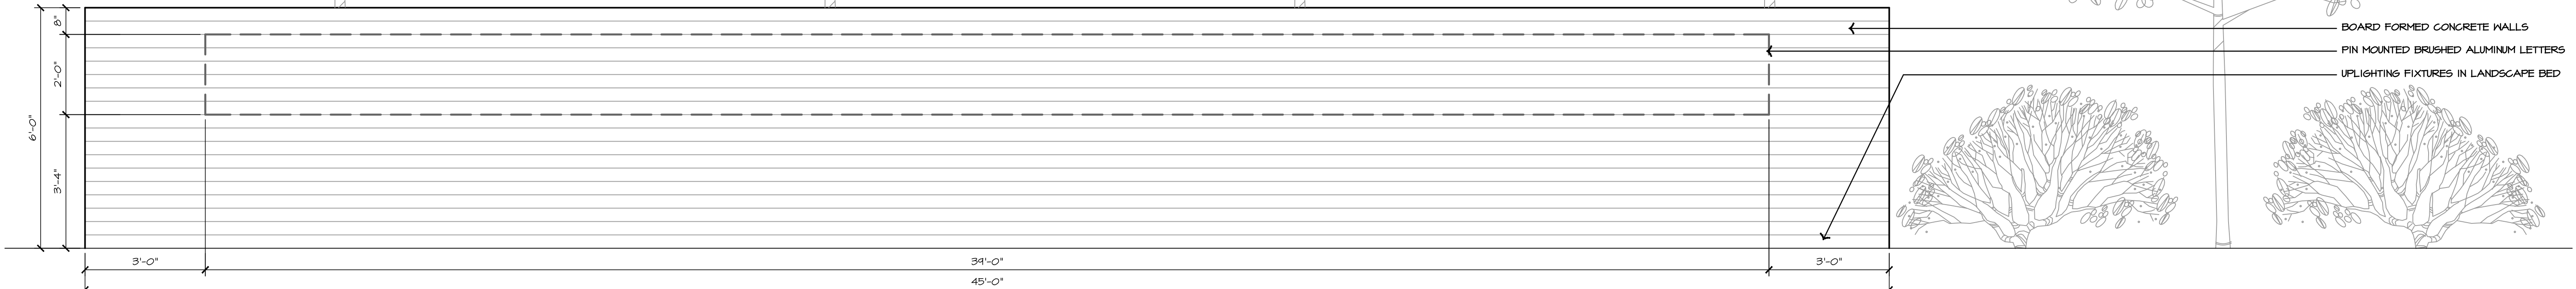 8"
BOARD FORMED CONCRETE WALLS
PIN MOUNTED BRUSHED ALUMINUM LETTERS
2'-0"
UPLIGHTING FIXTURES IN LANDSCAPE BED
6'-0"
3'-4"
3'-0" 39'-0" 3'-0"
45'-0"